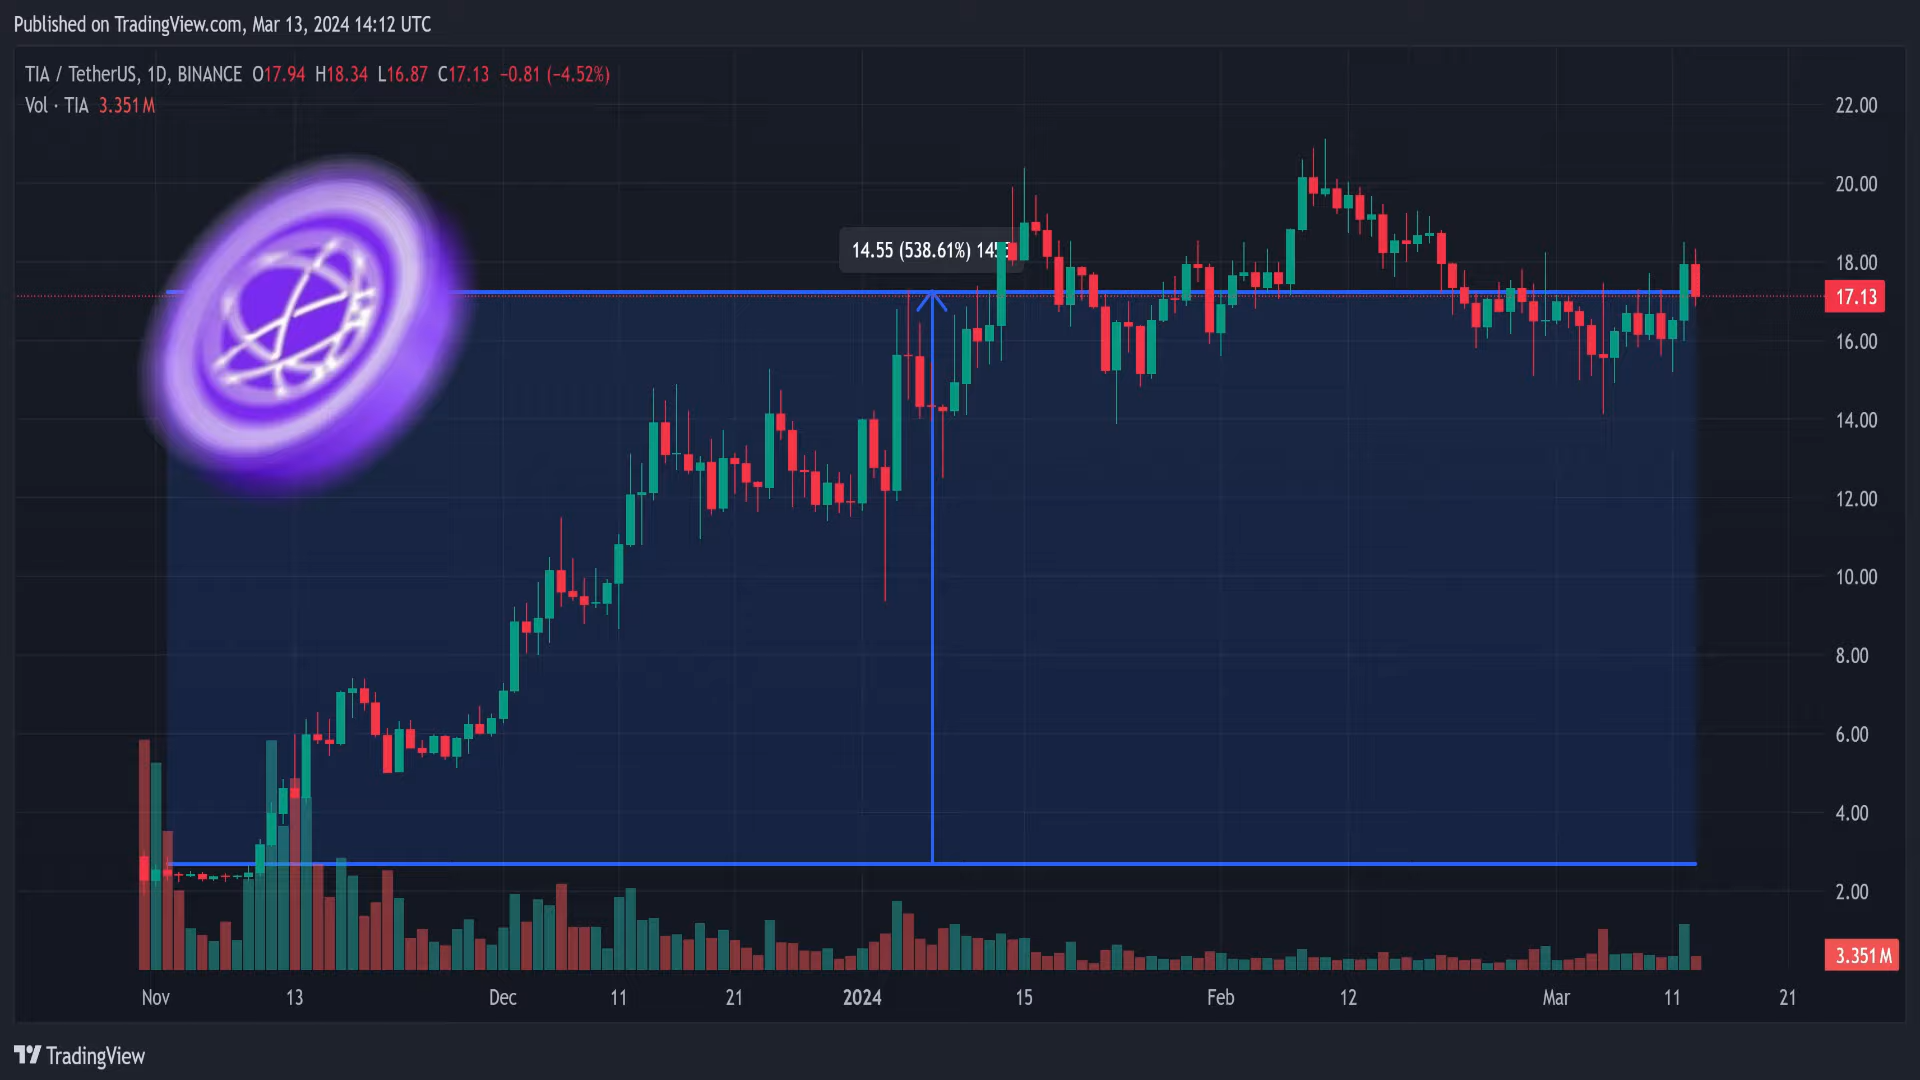 Published on TradingView.com, Mar 13, 2024 14:12 UTC
TIA / TetherUS, 1D, BINANCE O17.94 H18.34 L16.87 C17.13 −0.81 (−4.52%)
Vol · TIA 3.351 M
22.00
20.00
14.55 (538.61%)
18.00
17.13
16.00
14.00
12.00
10.00
8.00
6.00
4.00
2.00
3.351 M
Nov 13 Dec 11 21 2024 15 Feb 12 Mar 11 21
TradingView